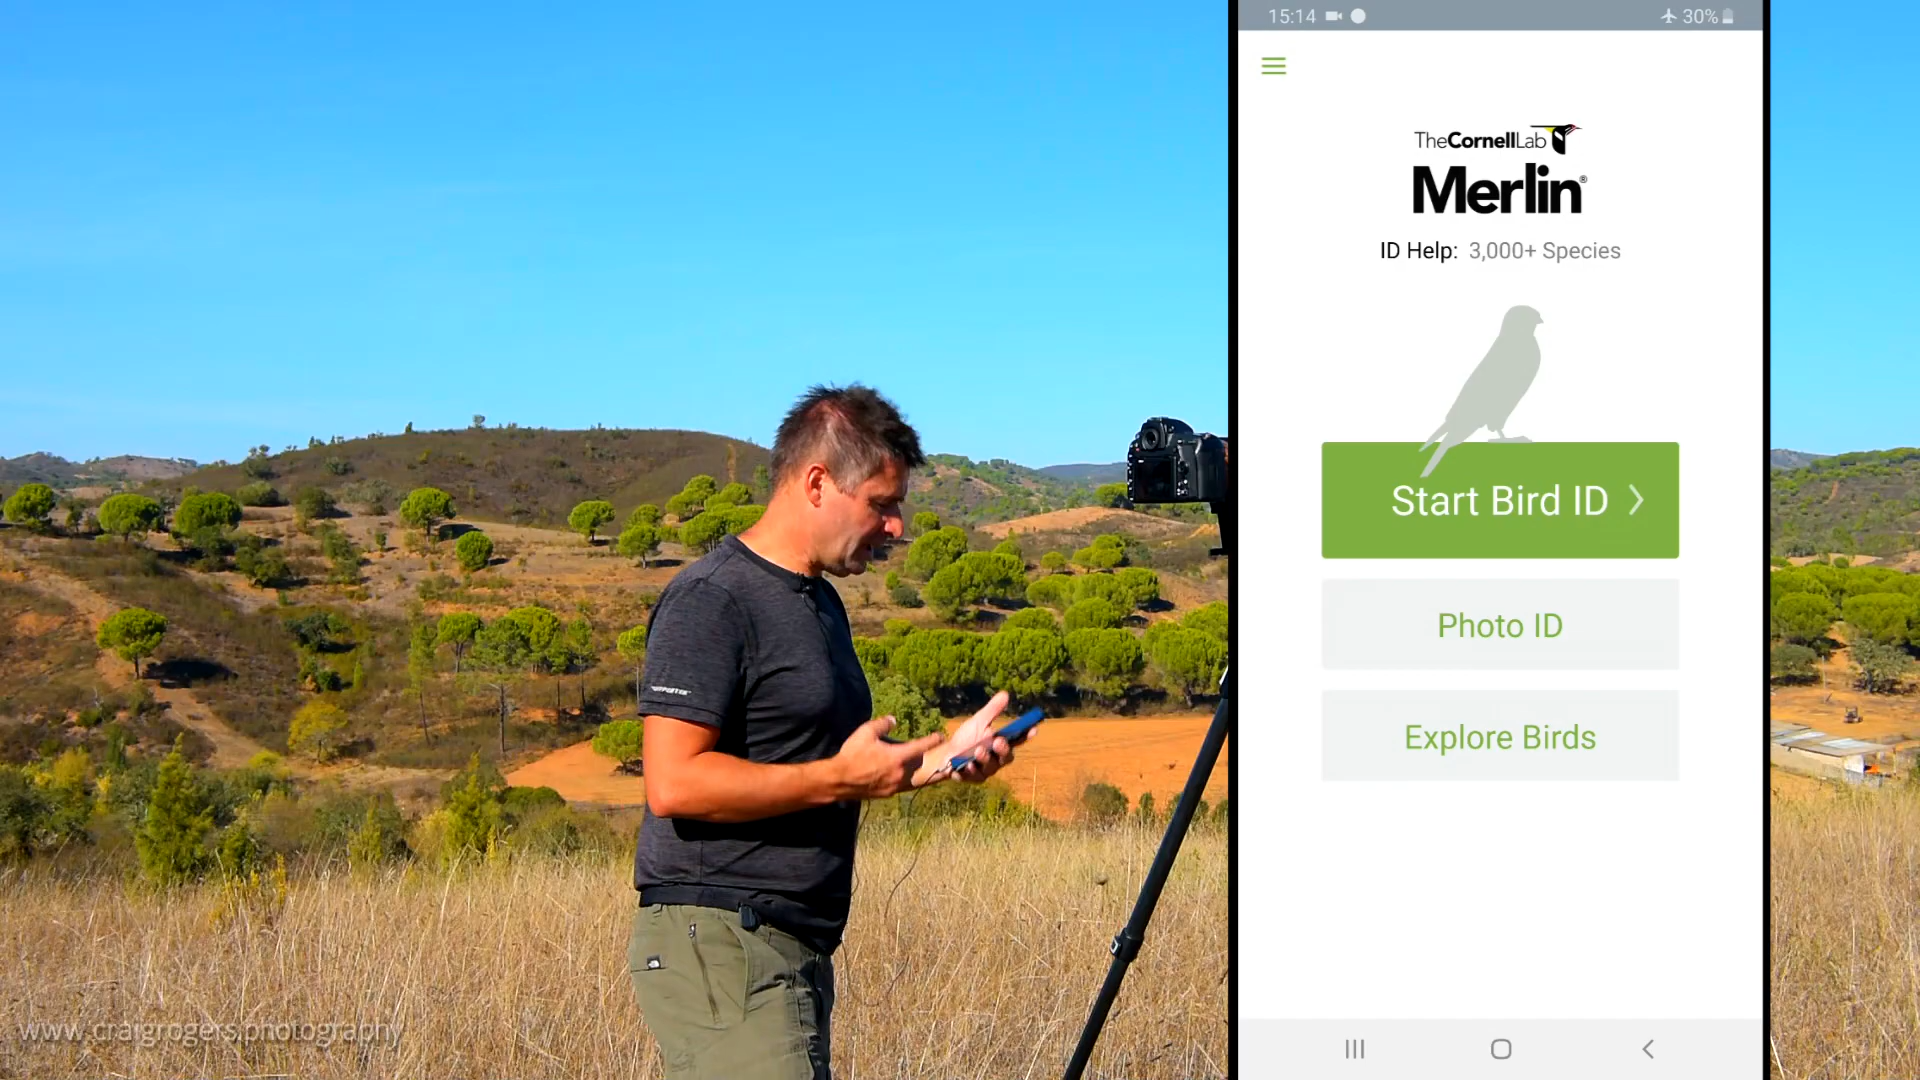 15:14
30%
TheCornellLab
Merlin®
ID Help: 3,000+ Species
Start Bird ID
Photo ID
Explore Birds
www.craigrogers.photography